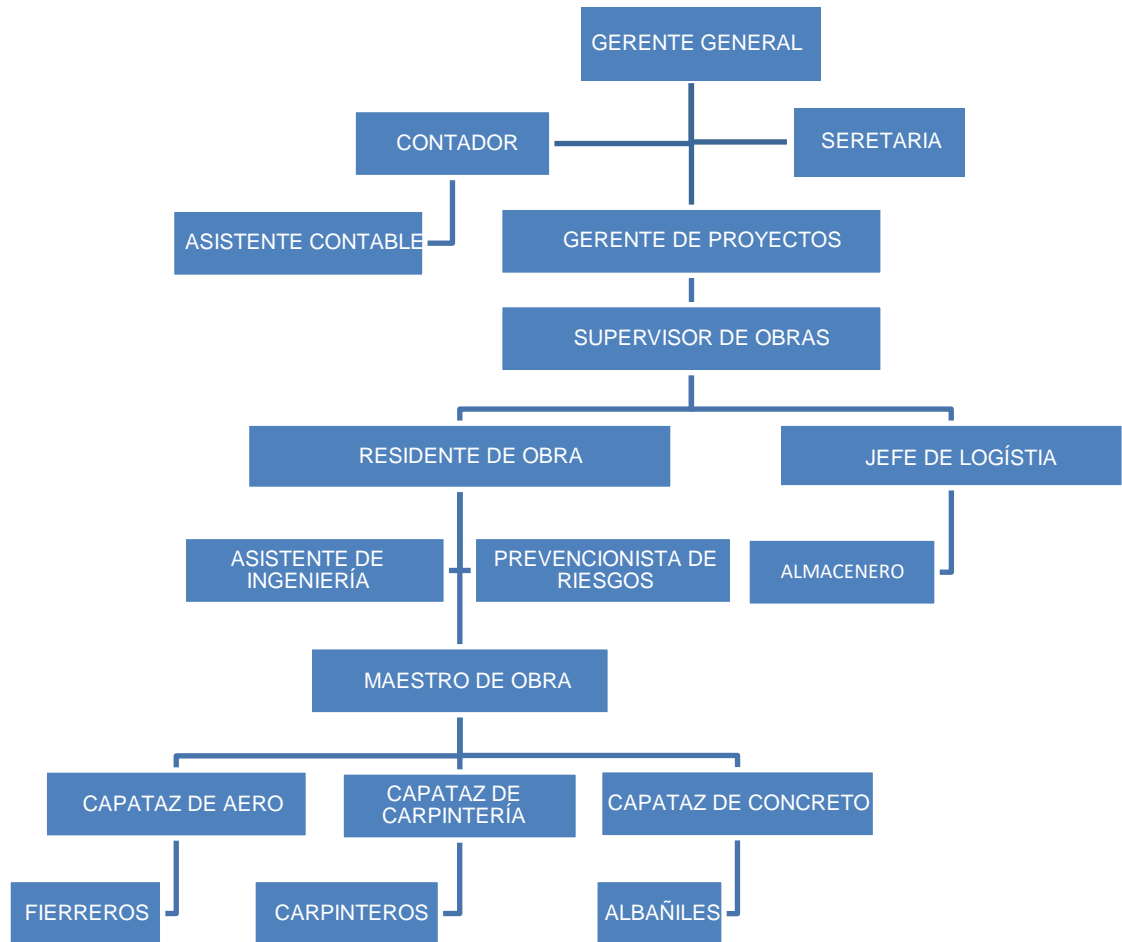 GERENTE GENERAL
CONTADOR
SERETARIA
ASISTENTE CONTABLE
GERENTE DE PROYECTOS
SUPERVISOR DE OBRAS
RESIDENTE DE OBRA
JEFE DE LOGÍSTIA
ASISTENTE DE
INGENIERÍA
PREVENCIONISTA DE
RIESGOS
ALMACENERO
MAESTRO DE OBRA
CAPATAZ DE AERO
CAPATAZ DE
CARPINTERÍA
CAPATAZ DE CONCRETO
FIERREROS
CARPINTEROS
ALBAÑILES